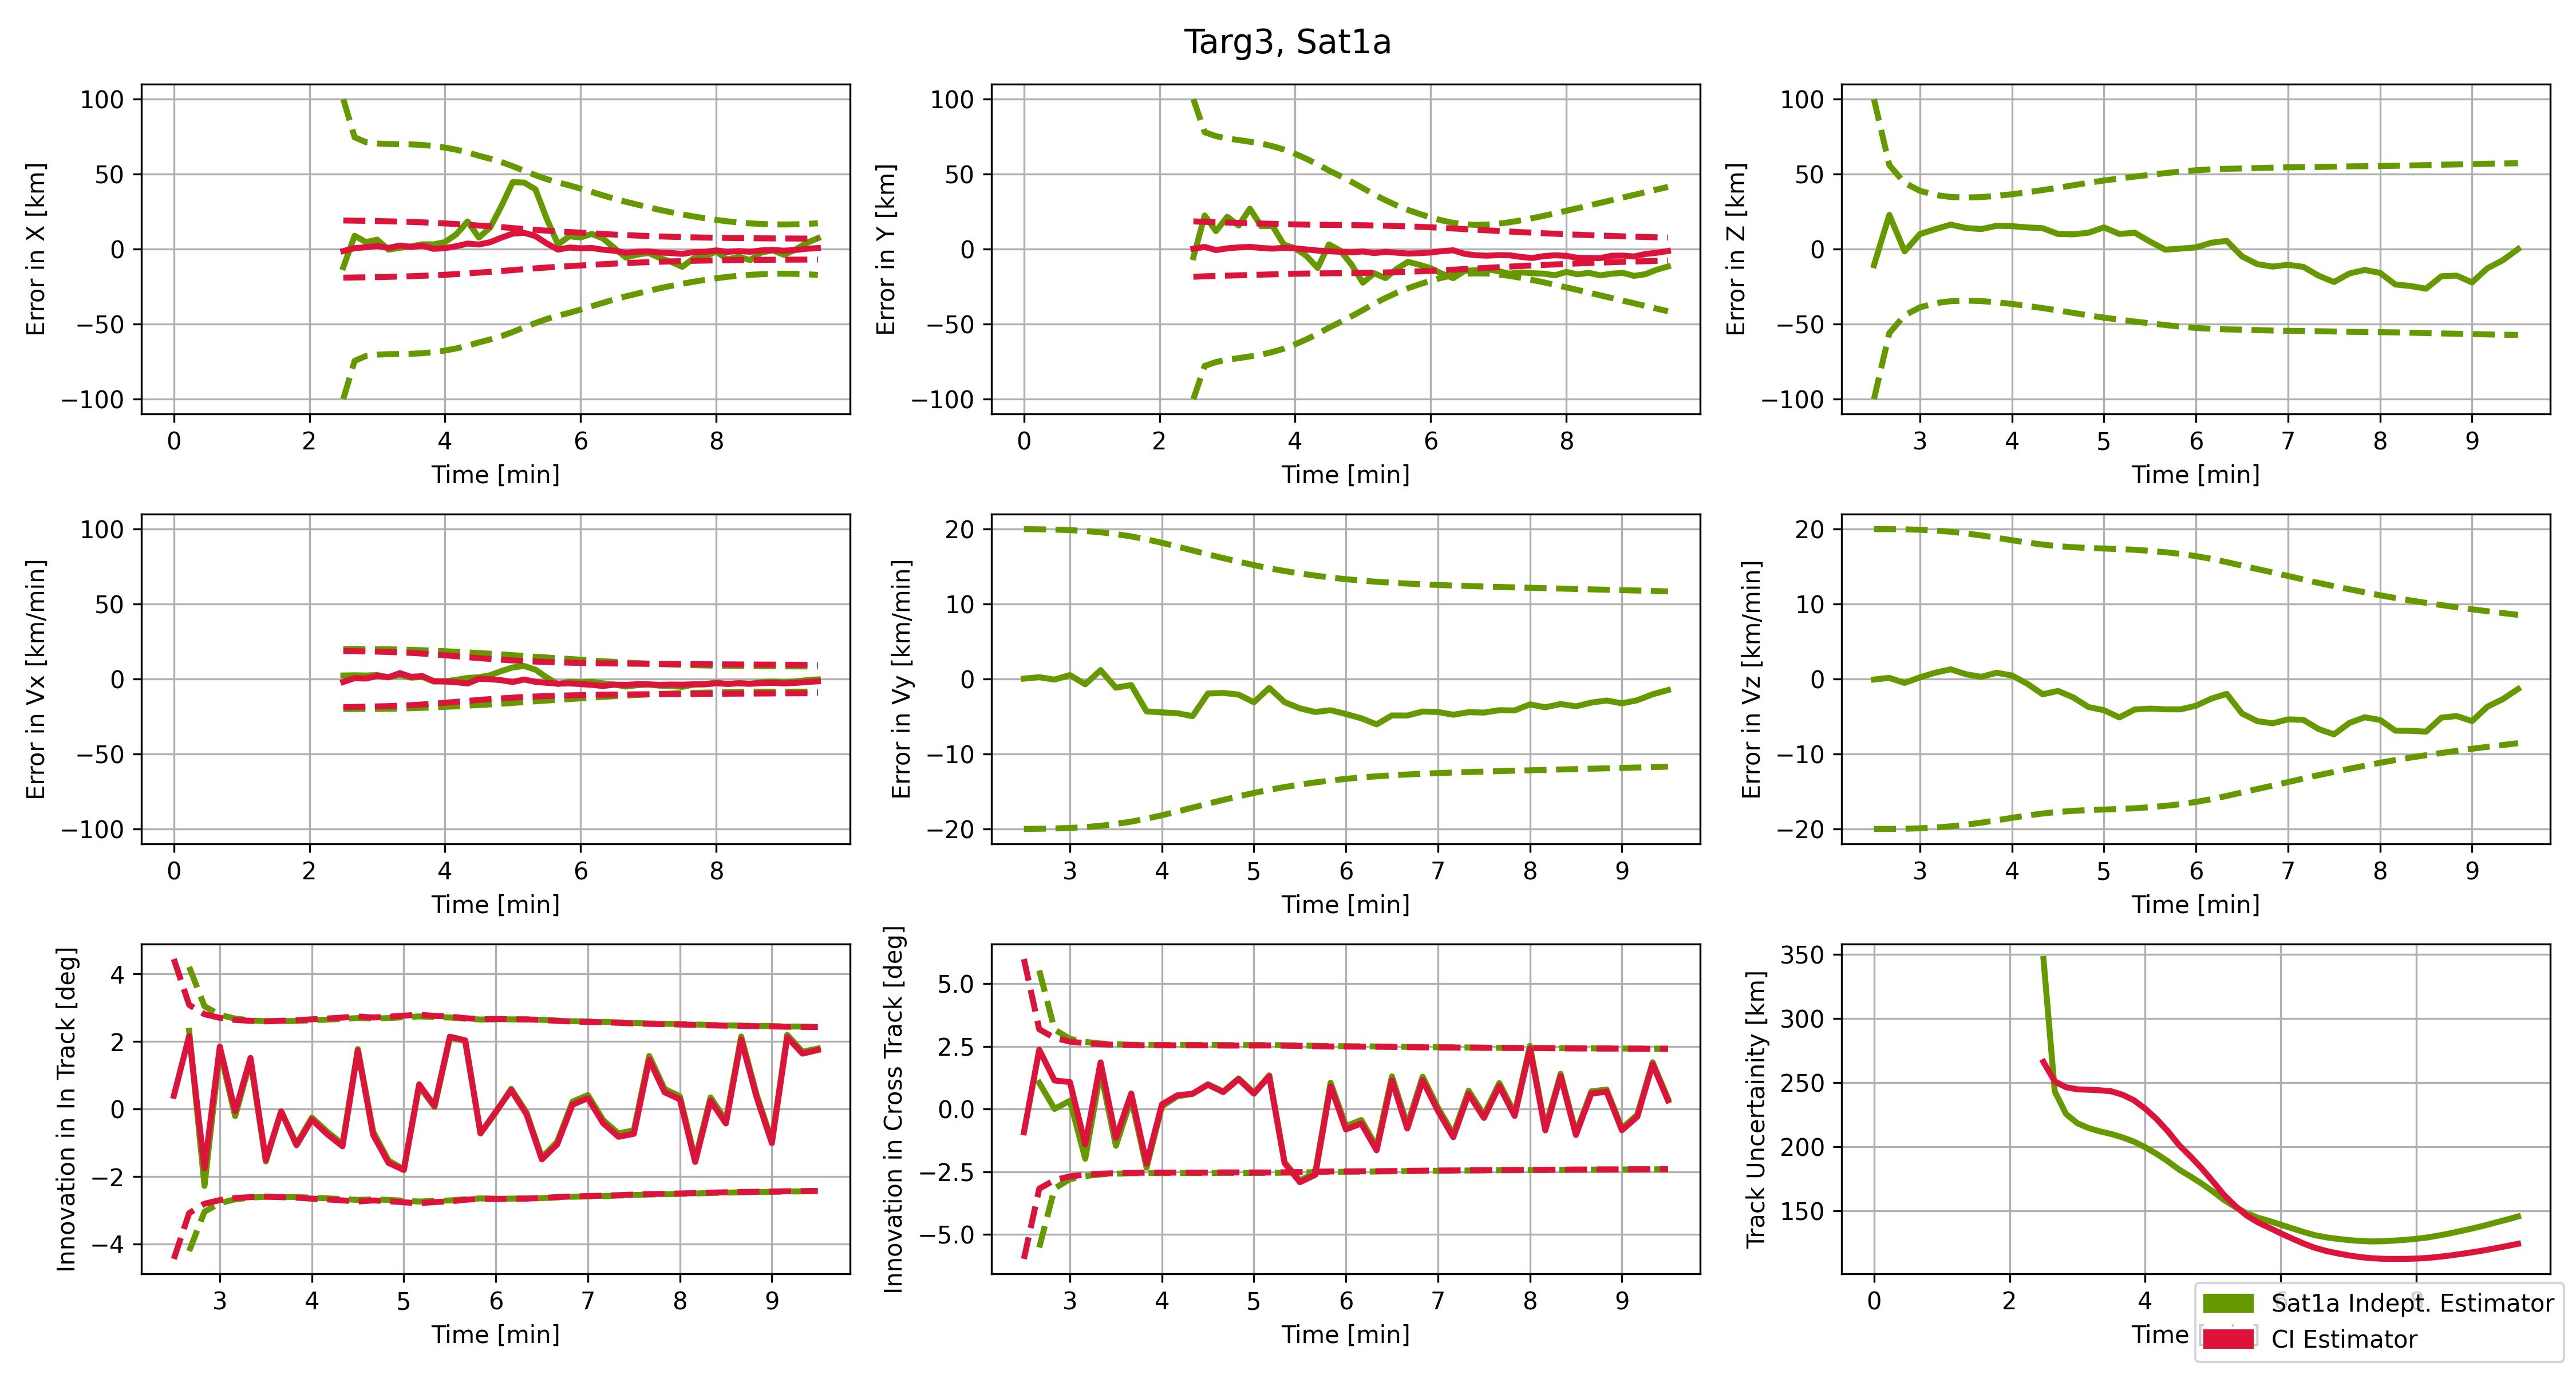 Targ3, Sat1a
Error in X [km]
100
50
0
−50
−100
0 2 4 6 8
Time [min]
Error in Y [km]
100
50
0
−50
−100
0 2 4 6 8
Time [min]
Error in Z [km]
100
50
0
−50
−100
3 4 5 6 7 8 9
Time [min]
Error in Vx [km/min]
100
50
0
−50
−100
0 2 4 6 8
Time [min]
Error in Vy [km/min]
20
10
0
−10
−20
3 4 5 6 7 8 9
Time [min]
Error in Vz [km/min]
20
10
0
−10
−20
3 4 5 6 7 8 9
Time [min]
Innovation in In Track [deg]
4
2
0
−2
−4
3 4 5 6 7 8 9
Time [min]
Innovation in Cross Track [deg]
5.0
2.5
0.0
−2.5
−5.0
3 4 5 6 7 8 9
Time [min]
Track Uncertainity [km]
350
300
250
200
150
0 2 4 6 8
Time
Sat1a Indept. Estimator
CI Estimator